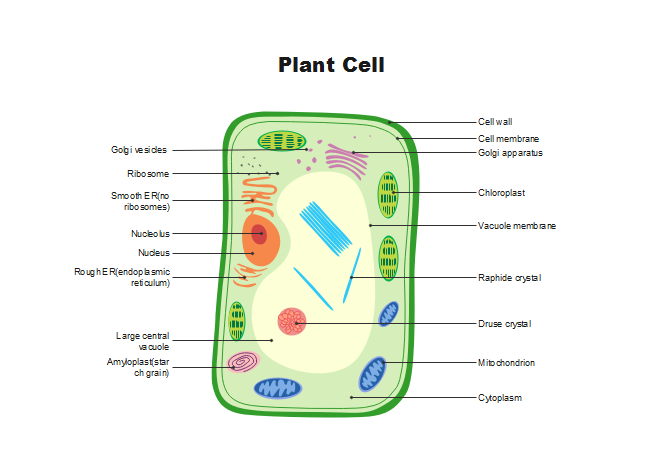 Plant Cell
Cell wall
Cell membrane
Golgi vesicles
Golgi apparatus
Ribosome
Smooth ER(no
ribosomes)
Chloroplast
Vacuole membrane
Nucleolus
Nudeus
Rough ER(endoplasmic
reticulum)
Raphide crystal
Druse crystal
Large central
vacuole
Amyloplast(star
ch grain)
Mitochondrion
Cytoplasm